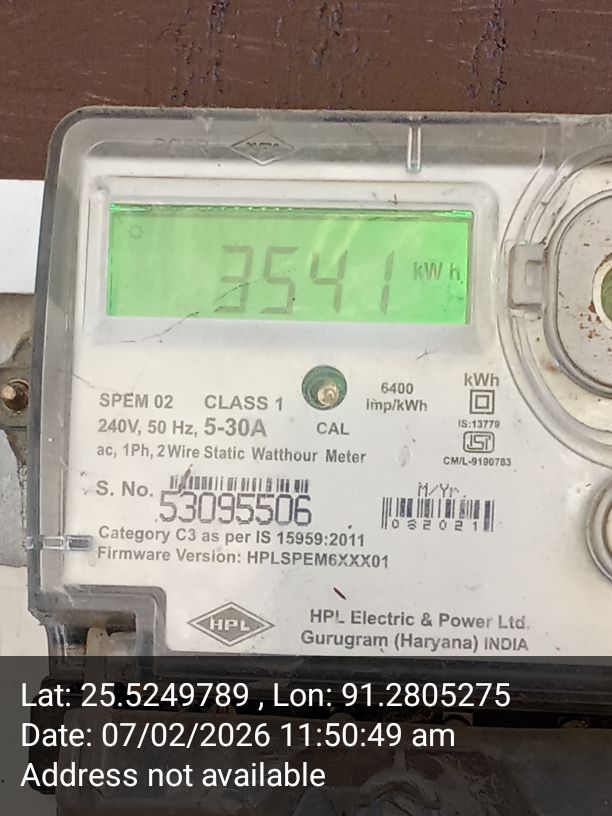 HPL
3541 kWh
SPEM 02 CLASS 1
240V, 50 Hz, 5-30A
ac, 1Ph, 2 Wire Static Watthour Meter
CAL
6400
imp/kWh
kWh
IS:13779
ISI
CM/L-9190783
S. No. 53095506
M/Yr.
032021
Category C3 as per IS 15959:2011
Firmware Version: HPLSPEM6XXX01
HPL
HPL Electric & Power Ltd.
Gurugram (Haryana) INDIA
Lat: 25.5249789 , Lon: 91.2805275
Date: 07/02/2026 11:50:49 am
Address not available